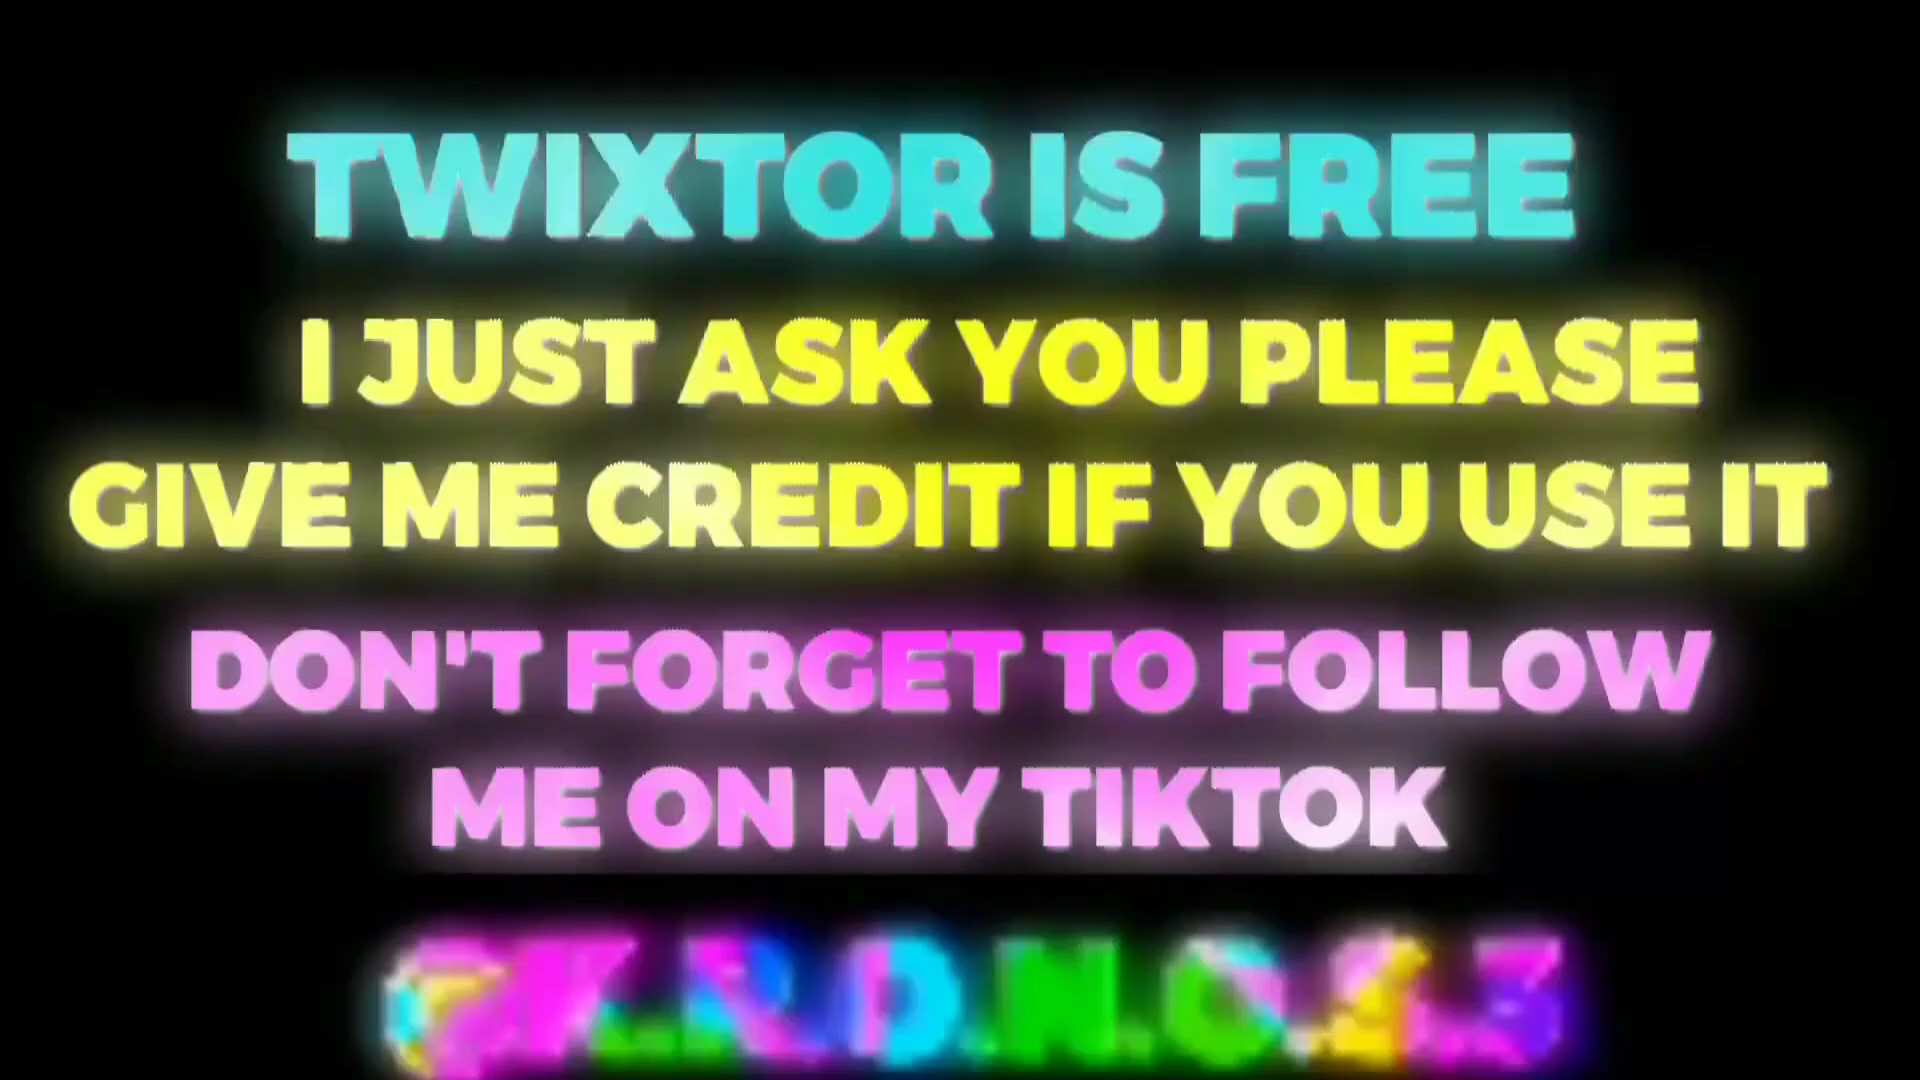 TWIXTOR IS FREE
I JUST ASK YOU PLEASE
GIVE ME CREDIT IF YOU USE IT
DON'T FORGET TO FOLLOW
ME ON MY TIKTOK